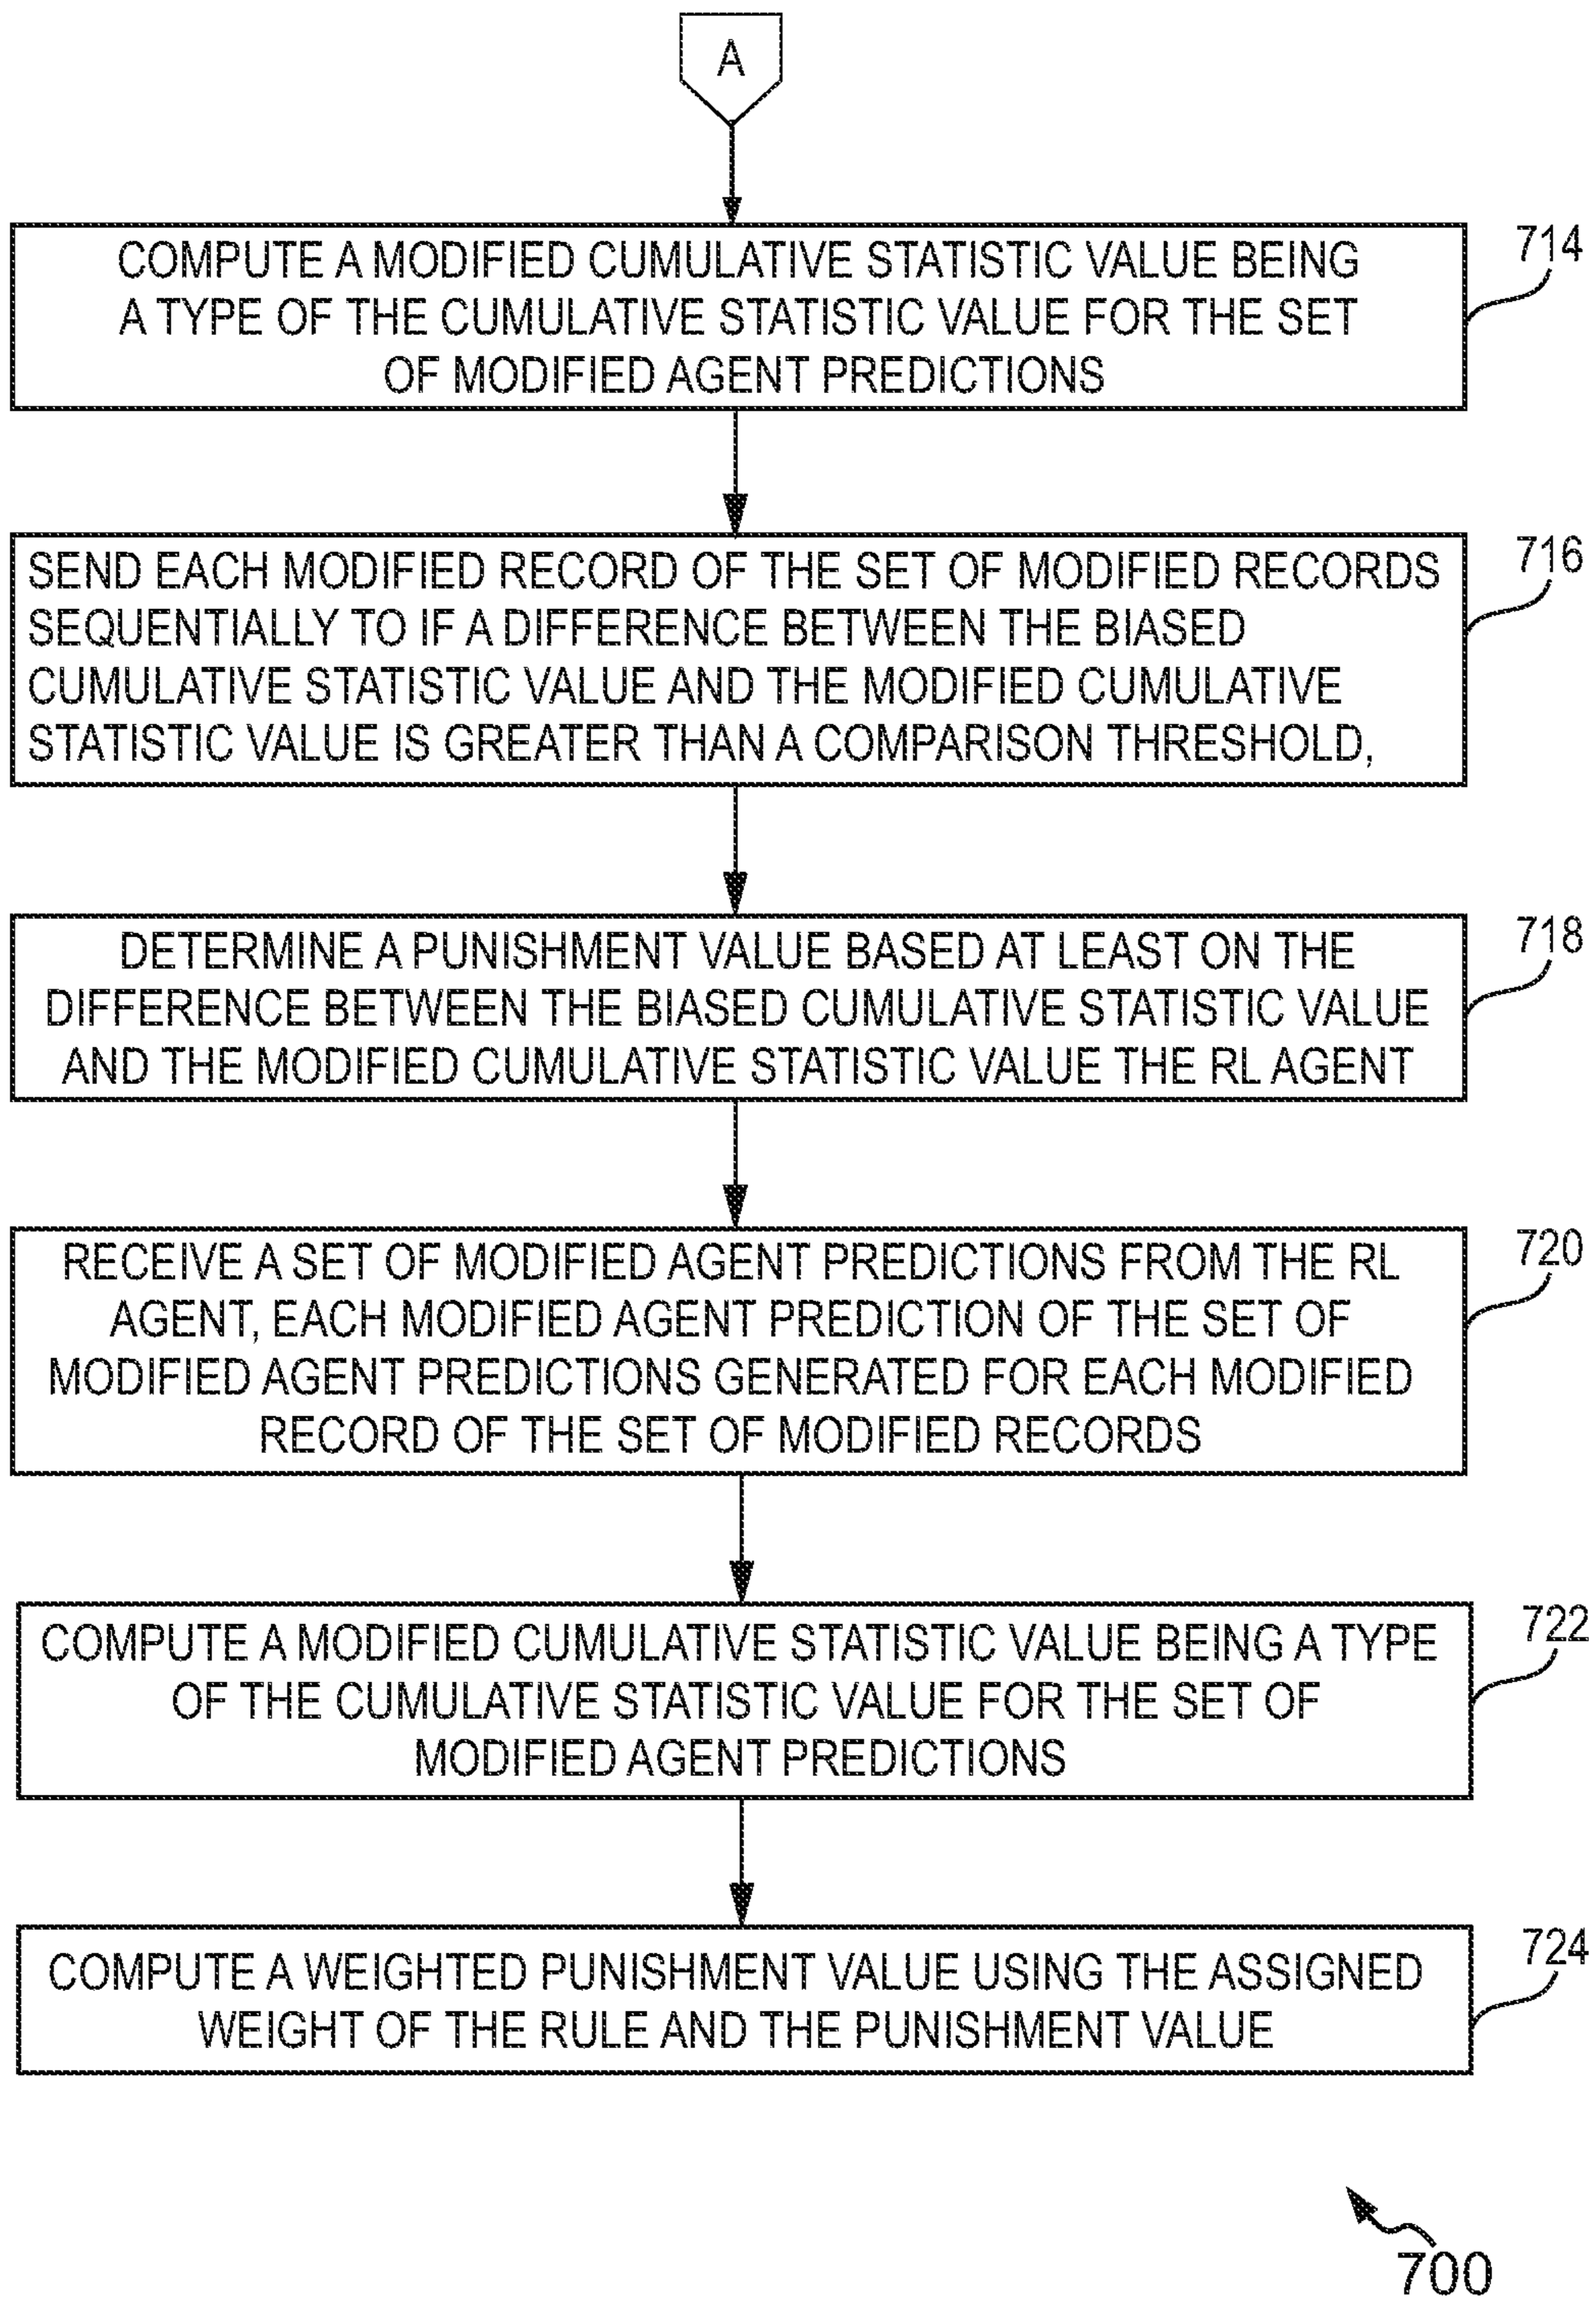 A
COMPUTE A MODIFIED CUMULATIVE STATISTIC VALUE BEING
A TYPE OF THE CUMULATIVE STATISTIC VALUE FOR THE SET
OF MODIFIED AGENT PREDICTIONS
714
SEND EACH MODIFIED RECORD OF THE SET OF MODIFIED RECORDS
SEQUENTIALLY TO IF A DIFFERENCE BETWEEN THE BIASED
CUMULATIVE STATISTIC VALUE AND THE MODIFIED CUMULATIVE
STATISTIC VALUE IS GREATER THAN A COMPARISON THRESHOLD,
716
DETERMINE A PUNISHMENT VALUE BASED AT LEAST ON THE
DIFFERENCE BETWEEN THE BIASED CUMULATIVE STATISTIC VALUE
AND THE MODIFIED CUMULATIVE STATISTIC VALUE THE RL AGENT
718
RECEIVE A SET OF MODIFIED AGENT PREDICTIONS FROM THE RL
AGENT, EACH MODIFIED AGENT PREDICTION OF THE SET OF
MODIFIED AGENT PREDICTIONS GENERATED FOR EACH MODIFIED
RECORD OF THE SET OF MODIFIED RECORDS
720
COMPUTE A MODIFIED CUMULATIVE STATISTIC VALUE BEING A TYPE
OF THE CUMULATIVE STATISTIC VALUE FOR THE SET OF
MODIFIED AGENT PREDICTIONS
722
COMPUTE A WEIGHTED PUNISHMENT VALUE USING THE ASSIGNED
WEIGHT OF THE RULE AND THE PUNISHMENT VALUE
724
700